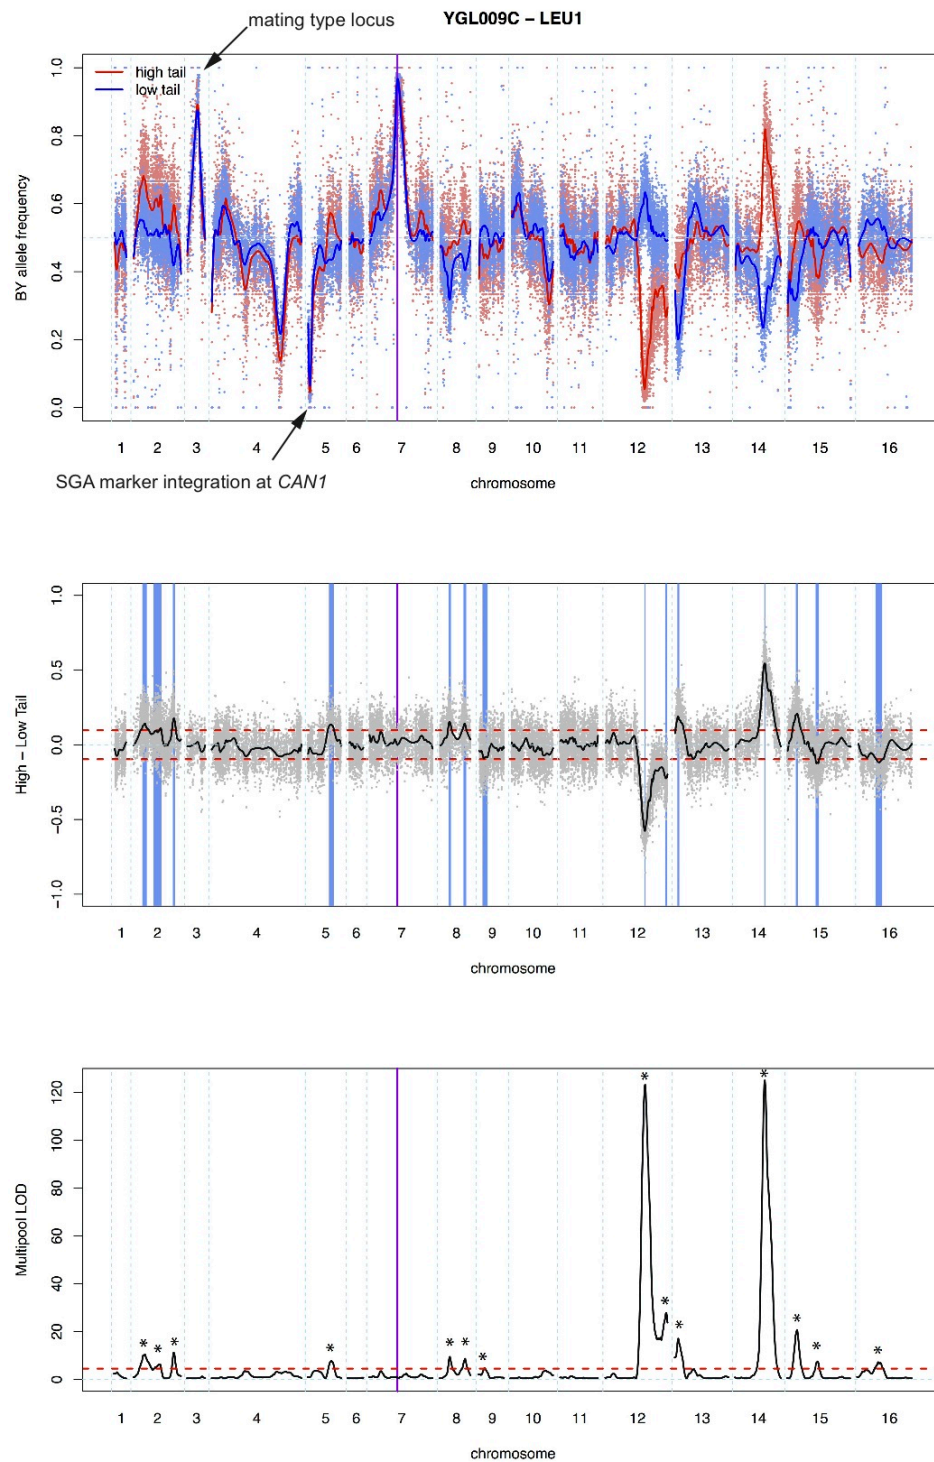 mating type locus
YGL009C – LEU1
high tail
low tail
BY allele frequency
1.0
0.8
0.6
0.4
0.2
0.0
1 2 3 4 5 6 7 8 9 10 11 12 13 14 15 16
SGA marker integration at CAN1
chromosome
High – Low Tail
1.0
0.5
0.0
−0.5
−1.0
1 2 3 4 5 6 7 8 9 10 11 12 13 14 15 16
chromosome
Multipool LOD
120
100
80
60
40
20
0
* * * * * * * * * * * * * *
1 2 3 4 5 6 7 8 9 10 11 12 13 14 15 16
chromosome